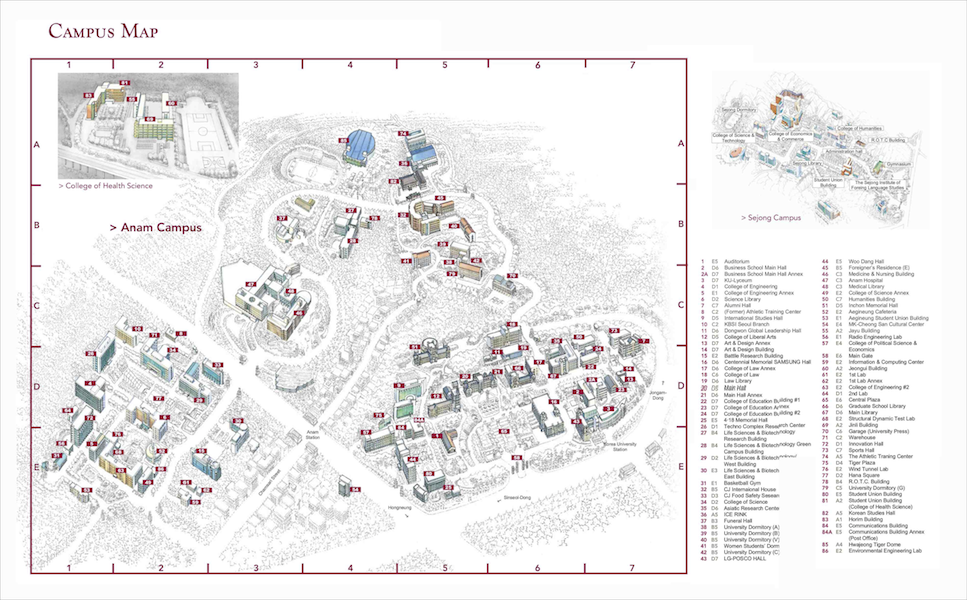 CAMPUS MAP
1 2 3 4 5 6 7
A
B
C
D
E
A
B
C
D
E
1 2 3 4 5 6 7
> College of Health Science
> Anam Campus
Anam
Station
Hongneung
Sinseol-Dong
Korea University
Station
Jongam-
Dong
Sejong Dormitory
College of Science &
Technology
College of Economics
& Commerce
College of Humanities
R.O.T.C Building
Administration hall
Sejong Library
Gymnasium
Student Union
Building
The Sejong Institute of
Foreign Language Studies
> Sejong Campus
1 E5 Auditorium
2 D6 Business School Main Hall
2A D7 Business School Main Hall Annex
3 D7 KU-Lyceum
4 D1 College of Engineering
5 E1 College of Engineering Annex
6 D2 Science Library
7 C7 Alumni Hall
8 C2 (Former) Athletic Training Center
9 D5 International Studies Hall
10 C2 KBSI Seoul Branch
11 D6 Dongwon Global Leadership Hall
12 D5 College of Liberal Arts
13 D7 Art & Design Annex
14 D7 Art & Design Building
15 E2 Battle Research Building
16 D6 Centennial Memorial SAMSUNG Hall
17 D6 College of Law Annex
18 C6 College of Law
19 D6 Law Library
20 D5 Main Hall
21 D6 Main Hall Annex
22 D7 College of Education Building #1
23 D7 College of Education Annex
24 D7 College of Education Building #2
25 E5 4·18 Memorial Hall
26 D1 Techno Complex Research Center
27 B4 Life Sciences & Biotechnology
Research Building
28 B4 Life Sciences & Biotechnology Green
Campus Building
29 D2 Life Sciences & Biotechnology
West Building
30 E3 Life Sciences & Biotech
East Building
31 E1 Basketball Gym
32 B5 CJ International House
33 D3 CJ Food Safety
34 D2 College of Science
35 D6 Asiatic Research Cente
36 A5 ICE RINK
37 B3 Funeral Hall
38 B5 University Dormitory (A)
39 B5 University Dormitory (B)
40 B5 University Dormitory (V)
41 B5 Women Students' Dorm
42 B5 University Dormitory (C)
43 D7 LG-POSCO HALL
44 E5 Woo Dang Hall
45 B5 Foreigner's Residence (E)
46 C3 Medicine & Nursing Building
47 C3 Anam Hospital
48 C3 Medical Library
49 E2 College of Science Annex
50 C7 Humanities Building
51 D5 Inchon Memorial Hall
52 E2 Aegineung Cafeteria
53 E1 Aegineung Student Union Building
54 E4 MK-Cheong San Cultural Center
55 A2 Jayu Building
56 E1 Radio Engineering Lab
57 E4 College of Political Science &
Economics
58 E6 Main Gate
59 E2 Information & Computing Center
60 A2 Jeongui Building
61 E2 1st Lab
62 E2 1st Lab Annex
63 E2 College of Engineering #2
64 D1 2nd Lab
65 E6 Central Plaza
66 D6 Graduate School Library
67 D6 Main Library
68 E2 Structural Dynamic Test Lab
69 A2 Jinli Building
70 C6 Garage (University Press)
71 C2 Warehouse
72 D1 Innovation Hall
73 C7 Sports Hall
74 A5 The Athletic Training Center
75 D4 Tiger Plaza
76 E2 Wind Tunnel Lab
77 D2 Hana Square
78 B4 R.O.T.C. Building
79 C5 University Dormitory (G)
80 E5 Student Union Building
81 A2 Student Union Building
(College of Health Science)
82 A5 Korean Studies Hall
83 A1 Horim Building
84 E5 Communications Building
84A E5 Communications Building Annex
(Post Office)
85 A4 Hwajeong Tiger Dome
86 E2 Environmental Engineering Lab